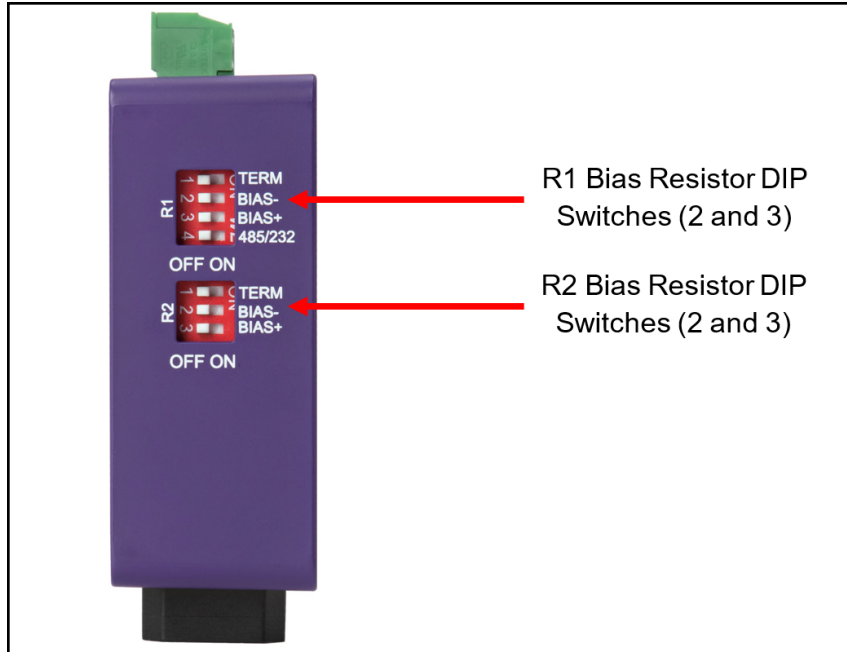 R1
1 TERM
2 BIAS-
3 BIAS+
4 485/232
OFF ON
R2
1 TERM
2 BIAS-
3 BIAS+
OFF ON
R1 Bias Resistor DIP
Switches (2 and 3)
R2 Bias Resistor DIP
Switches (2 and 3)